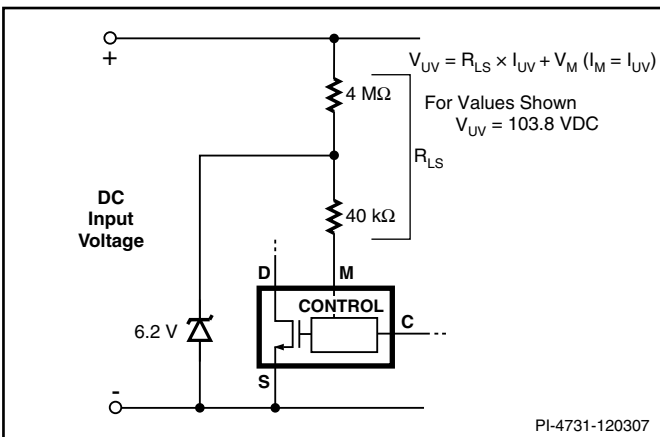 +
V_UV = R_LS × I_UV + V_M (I_M = I_UV)
4 MΩ
For Values Shown
V_UV = 103.8 VDC
R_LS
DC
Input
Voltage
40 kΩ
D
M
CONTROL
C
6.2 V
S
-
PI-4731-120307